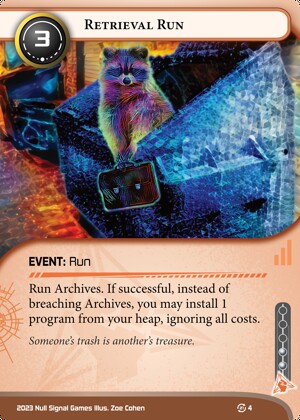 3
Retrieval Run
EVENT: Run
Run Archives. If successful, instead of
breaching Archives, you may install 1
program from your heap, ignoring all costs.
Someone's trash is another's treasure.
2023 Null Signal Games Illus. Zoe Cohen
4